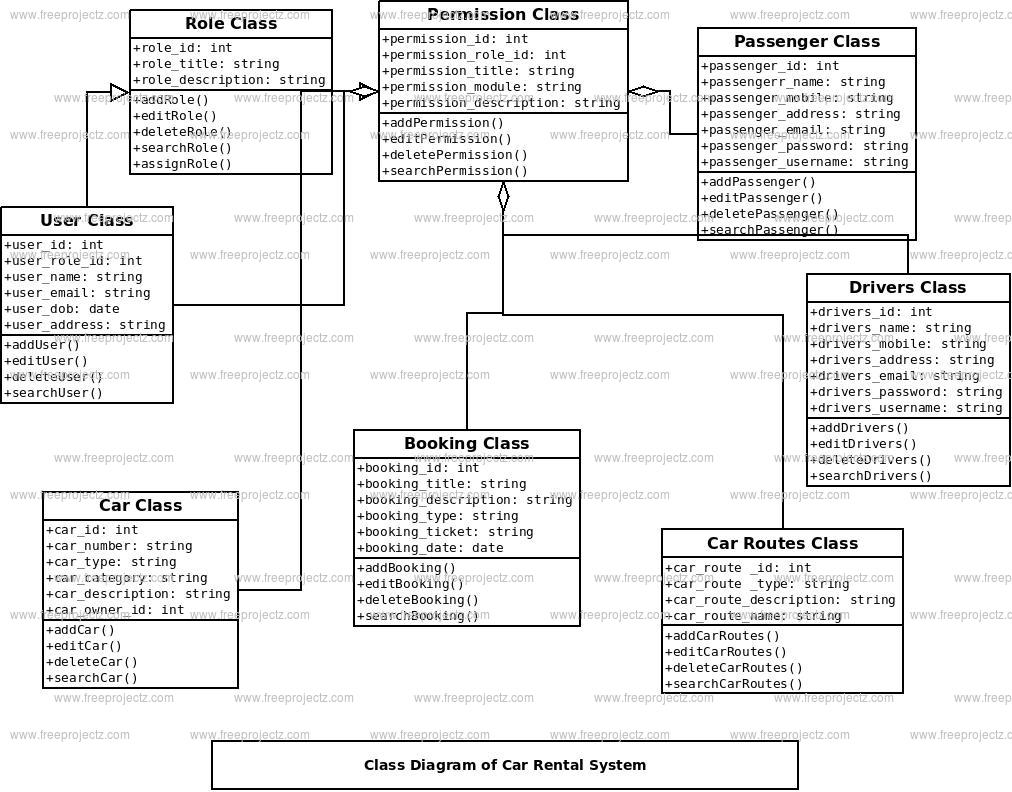 Role Class
+role_id: int
+role_title: string
+role_description: string
+addRole()
+editRole()
+deleteRole()
+searchRole()
+assignRole()
Permission Class
+permission_id: int
+permission_role_id: int
+permission_title: string
+permission_module: string
+permission_description: string
+addPermission()
+editPermission()
+deletePermission()
+searchPermission()
Passenger Class
+passenger_id: int
+passengerr_name: string
+passenger_mobile: string
+passenger_address: string
+passenger_email: string
+passenger_password: string
+passenger_username: string
+addPassenger()
+editPassenger()
+deletePassenger()
+searchPassenger()
User Class
+user_id: int
+user_role_id: int
+user_name: string
+user_email: string
+user_dob: date
+user_address: string
+addUser()
+editUser()
+deleteUser()
+searchUser()
Drivers Class
+drivers_id: int
+drivers_name: string
+drivers_mobile: string
+drivers_address: string
+drivers_email: string
+drivers_password: string
+drivers_username: string
+addDrivers()
+editDrivers()
+deleteDrivers()
+searchDrivers()
Booking Class
+booking_id: int
+booking_title: string
+booking_description: string
+booking_type: string
+booking_ticket: string
+booking_date: date
+addBooking()
+editBooking()
+deleteBooking()
+searchBooking()
Car Class
+car_id: int
+car_number: string
+car_type: string
+car_category: string
+car_description: string
+car_owner_id: int
+addCar()
+editCar()
+deleteCar()
+searchCar()
Car Routes Class
+car_route _id: int
+car_route _type: string
+car_route_description: string
+car_route_name: string
+addCarRoutes()
+editCarRoutes()
+deleteCarRoutes()
+searchCarRoutes()
Class Diagram of Car Rental System
www.freeprojectz.com